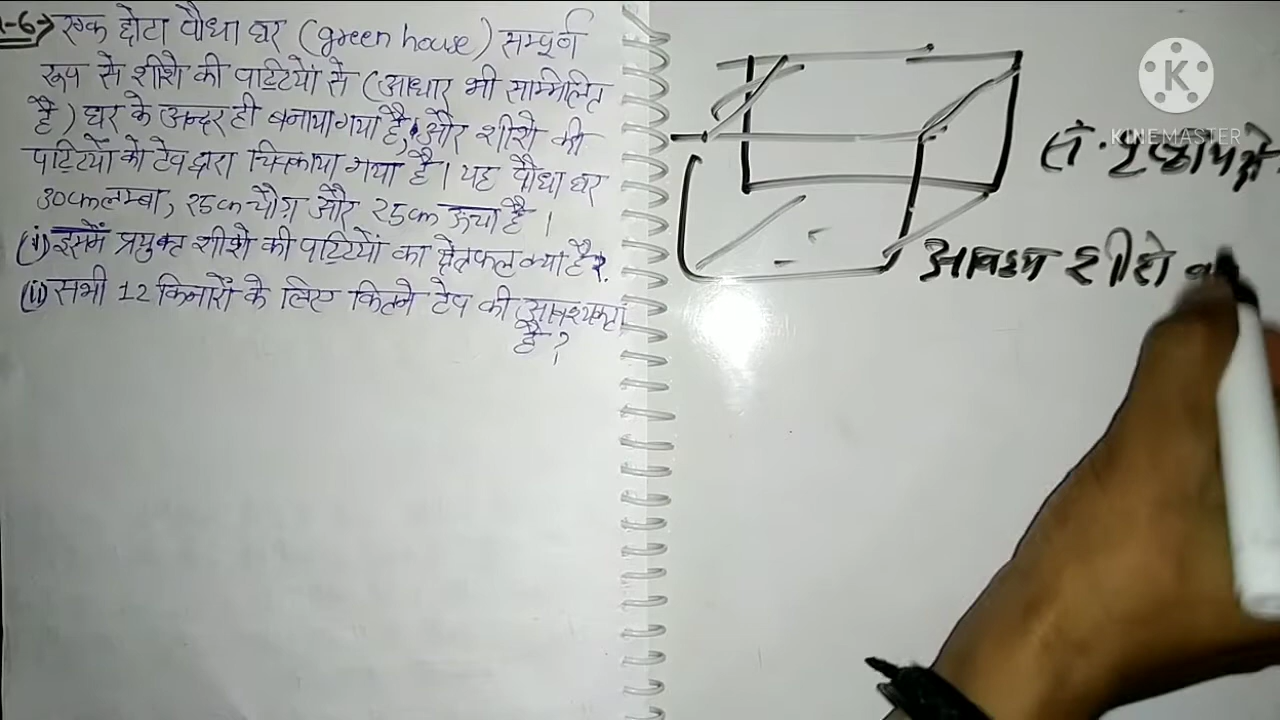 -6→ एक छोटा पौधा घर (green house) सम्पूर्ण
रूप से शीशे की पट्टियों से (आधार भी सम्मिलित
है) घर के अन्दर ही बनाया गया है, और शीशे की
पट्टियों को टेप द्वारा चिपकाया गया है। यह पौधा घर
30cm लम्बा, 25cm चौड़ा और 25cm ऊंचा है।
(i) इसमें प्रयुक्त शीशे की पट्टियों का क्षेत्रफल क्या है?
(ii) सभी 12 किनारों के लिए कितने टेप की आवश्यकता
है?
K
KINEMASTER
सं. पृष्ठीय क्षे.
शीशे